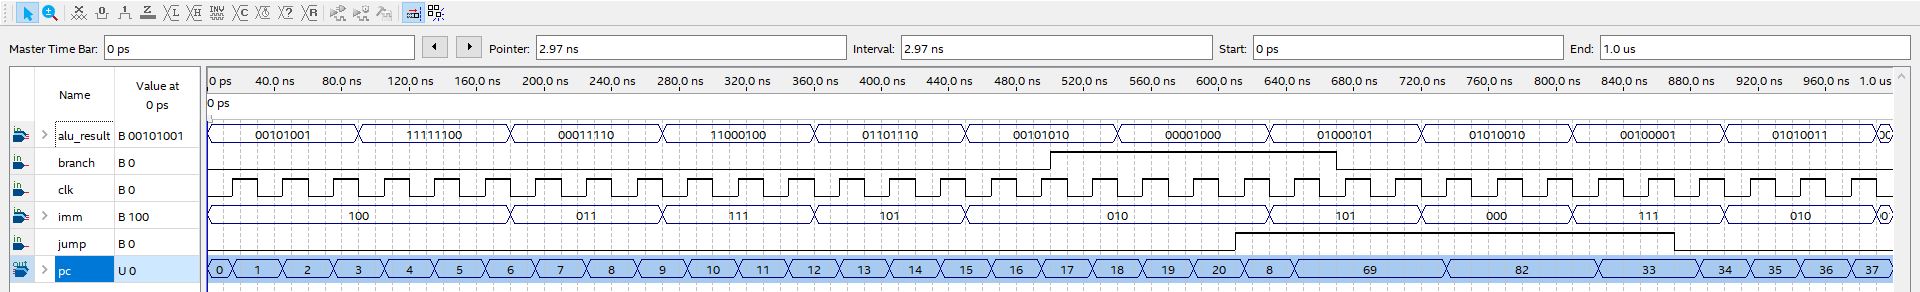 Master Time Bar: 0 ps Pointer: 2.97 ns Interval: 2.97 ns Start: 0 ps End: 1.0 us
Name Value at 0 ps
0 ps 40.0 ns 80.0 ns 120.0 ns 160.0 ns 200.0 ns 240.0 ns 280.0 ns 320.0 ns 360.0 ns 400.0 ns 440.0 ns 480.0 ns 520.0 ns 560.0 ns 600.0 ns 640.0 ns 680.0 ns 720.0 ns 760.0 ns 800.0 ns 840.0 ns 880.0 ns 920.0 ns 960.0 ns 1.0 us
0 ps
in alu_result B 00101001 00101001 11111100 00011110 11000100 01101110 00101010 00001000 01000101 01010010 00100001 01010011
in branch B 0
in clk B 0
in imm B 100 100 011 111 101 010 101 000 111 010
in jump B 0
out pc U 0 0 1 2 3 4 5 6 7 8 9 10 11 12 13 14 15 16 17 18 19 20 8 69 82 33 34 35 36 37